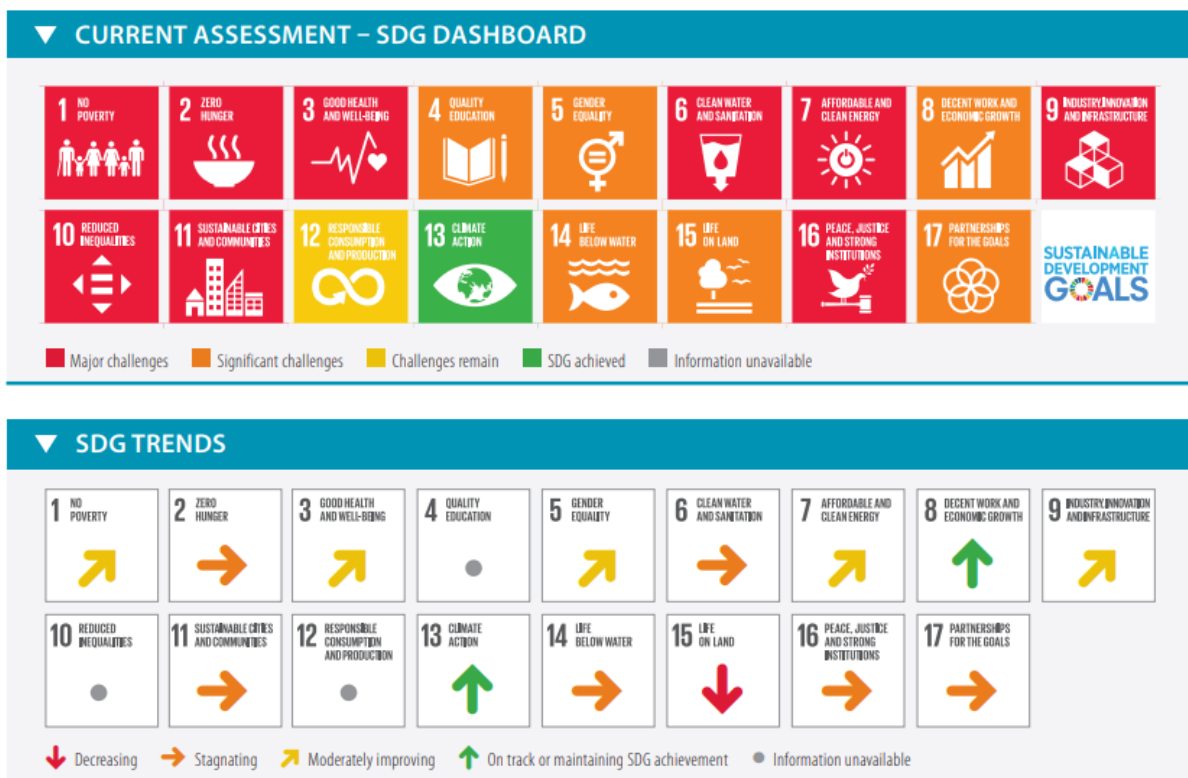 CURRENT ASSESSMENT – SDG DASHBOARD
1 NO
POVERTY
2 ZERO
HUNGER
3 GOOD HEALTH
AND WELL-BEING
4 QUALITY
EDUCATION
5 GENDER
EQUALITY
6 CLEAN WATER
AND SANITATION
7 AFFORDABLE AND
CLEAN ENERGY
8 DECENT WORK AND
ECONOMIC GROWTH
9 INDUSTRY, INNOVATION
AND INFRASTRUCTURE
10 REDUCED
INEQUALITIES
11 SUSTAINABLE CITIES
AND COMMUNITIES
12 RESPONSIBLE
CONSUMPTION
AND PRODUCTION
13 CLIMATE
ACTION
14 LIFE
BELOW WATER
15 LIFE
ON LAND
16 PEACE, JUSTICE
AND STRONG
INSTITUTIONS
17 PARTNERSHIPS
FOR THE GOALS
SUSTAINABLE
DEVELOPMENT
GOALS
Major challenges
Significant challenges
Challenges remain
SDG achieved
Information unavailable
SDG TRENDS
1 NO
POVERTY
2 ZERO
HUNGER
3 GOOD HEALTH
AND WELL-BEING
4 QUALITY
EDUCATION
5 GENDER
EQUALITY
6 CLEAN WATER
AND SANITATION
7 AFFORDABLE AND
CLEAN ENERGY
8 DECENT WORK AND
ECONOMIC GROWTH
9 INDUSTRY, INNOVATION
AND INFRASTRUCTURE
10 REDUCED
INEQUALITIES
11 SUSTAINABLE CITIES
AND COMMUNITIES
12 RESPONSIBLE
CONSUMPTION
AND PRODUCTION
13 CLIMATE
ACTION
14 LIFE
BELOW WATER
15 LIFE
ON LAND
16 PEACE, JUSTICE
AND STRONG
INSTITUTIONS
17 PARTNERSHIPS
FOR THE GOALS
Decreasing
Stagnating
Moderately improving
On track or maintaining SDG achievement
Information unavailable